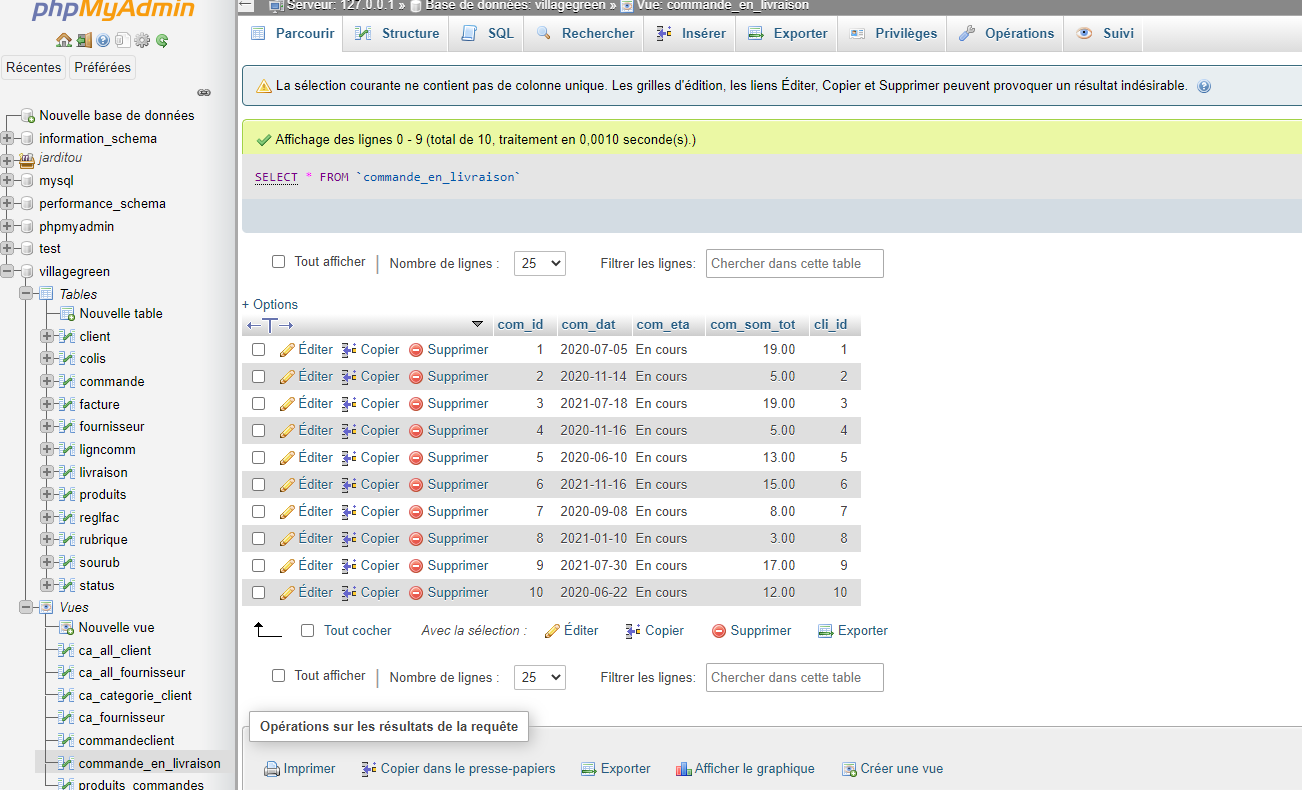 phpMyAdmin
Récentes Préférées
Nouvelle base de données
information_schema
jarditou
mysql
performance_schema
phpmyadmin
test
villagegreen
Tables
Nouvelle table
client
colis
commande
facture
fournisseur
ligncomm
livraison
produits
reglfac
rubrique
sourub
status
Vues
Nouvelle vue
ca_all_client
ca_all_fournisseur
ca_categorie_client
ca_fournisseur
commandeclient
commande_en_livraison
produits_commandes
Serveur: 127.0.0.1 » Base de données: villagegreen » Vue: commande_en_livraison
Parcourir Structure SQL Rechercher Insérer Exporter Privilèges Opérations Suivi
La sélection courante ne contient pas de colonne unique. Les grilles d'édition, les liens Éditer, Copier et Supprimer peuvent provoquer un résultat indésirable.
Affichage des lignes 0 - 9 (total de 10, traitement en 0,0010 seconde(s).)
SELECT * FROM `commande_en_livraison`
Tout afficher | Nombre de lignes : 25 Filtrer les lignes: Chercher dans cette table
+ Options
com_id com_dat com_eta com_som_tot cli_id
Éditer Copier Supprimer 1 2020-07-05 En cours 19.00 1
Éditer Copier Supprimer 2 2020-11-14 En cours 5.00 2
Éditer Copier Supprimer 3 2021-07-18 En cours 19.00 3
Éditer Copier Supprimer 4 2020-11-16 En cours 5.00 4
Éditer Copier Supprimer 5 2020-06-10 En cours 13.00 5
Éditer Copier Supprimer 6 2021-11-16 En cours 15.00 6
Éditer Copier Supprimer 7 2020-09-08 En cours 8.00 7
Éditer Copier Supprimer 8 2021-01-10 En cours 3.00 8
Éditer Copier Supprimer 9 2021-07-30 En cours 17.00 9
Éditer Copier Supprimer 10 2020-06-22 En cours 12.00 10
Tout cocher Avec la sélection : Éditer Copier Supprimer Exporter
Tout afficher | Nombre de lignes : 25 Filtrer les lignes: Chercher dans cette table
Opérations sur les résultats de la requête
Imprimer Copier dans le presse-papiers Exporter Afficher le graphique Créer une vue